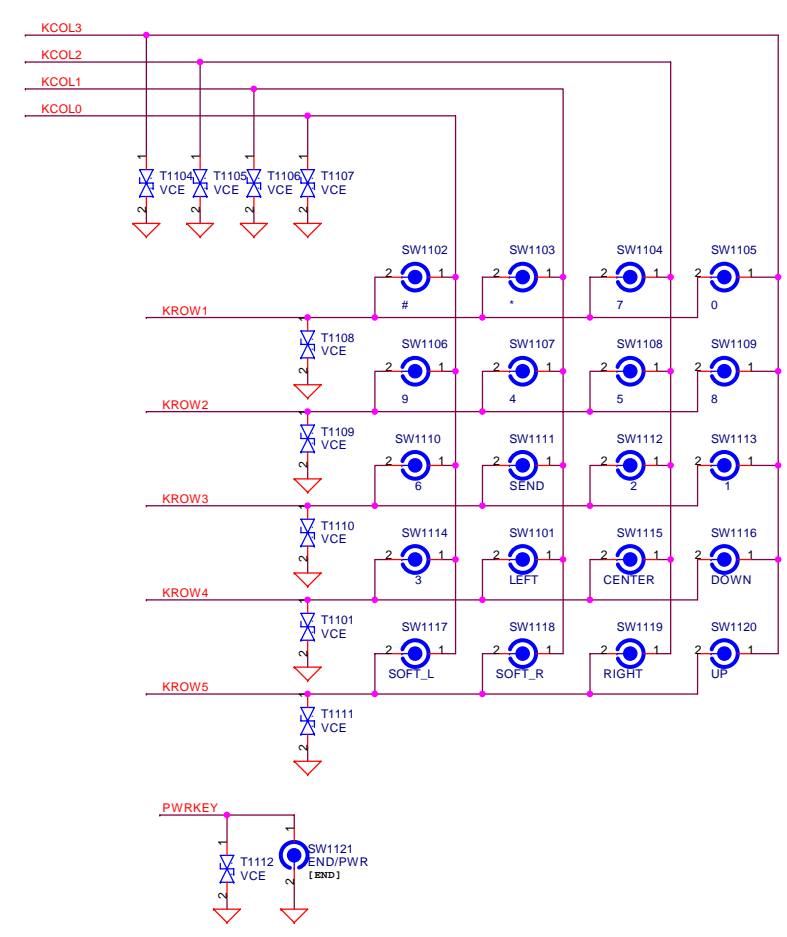 KCOL3
KCOL2
KCOL1
KCOL0
1 1 1 1
T1104 T1105 T1106 T1107
VCE VCE VCE VCE
2 2 2 2
SW1102 SW1103 SW1104 SW1105
2 1 2 1 2 1 2 1
# * 7 0
KROW1
1
T1108
VCE
2
SW1106 SW1107 SW1108 SW1109
2 1 2 1 2 1 2 1
9 4 5 8
KROW2
1
T1109
VCE
2
SW1110 SW1111 SW1112 SW1113
2 1 2 1 2 1 2 1
6 SEND 2 1
KROW3
1
T1110
VCE
2
SW1114 SW1101 SW1115 SW1116
2 1 2 1 2 1 2 1
3 LEFT CENTER DOWN
KROW4
1
T1101
VCE
2
SW1117 SW1118 SW1119 SW1120
2 1 2 1 2 1 2 1
SOFT_L SOFT_R RIGHT UP
KROW5
1
T1111
VCE
2
PWRKEY
1 1
T1112
VCE
2
SW1121
END/PWR
[END]
2